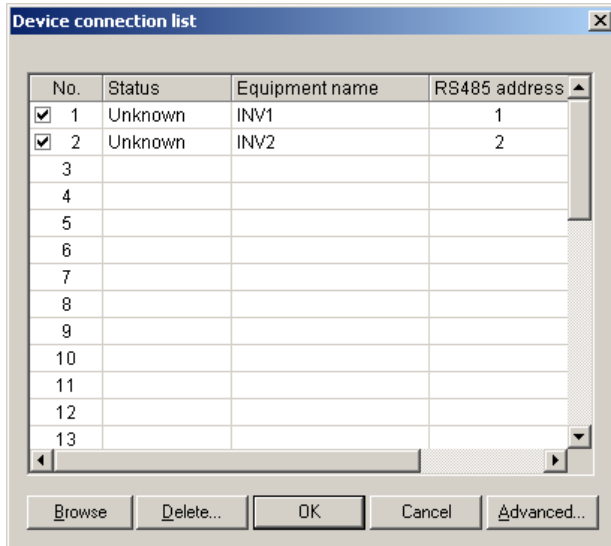 Device connection list
No. Status Equipment name RS485 address
1 Unknown INV1 1
2 Unknown INV2 2
3
4
5
6
7
8
9
10
11
12
13
Browse Delete... OK Cancel Advanced...